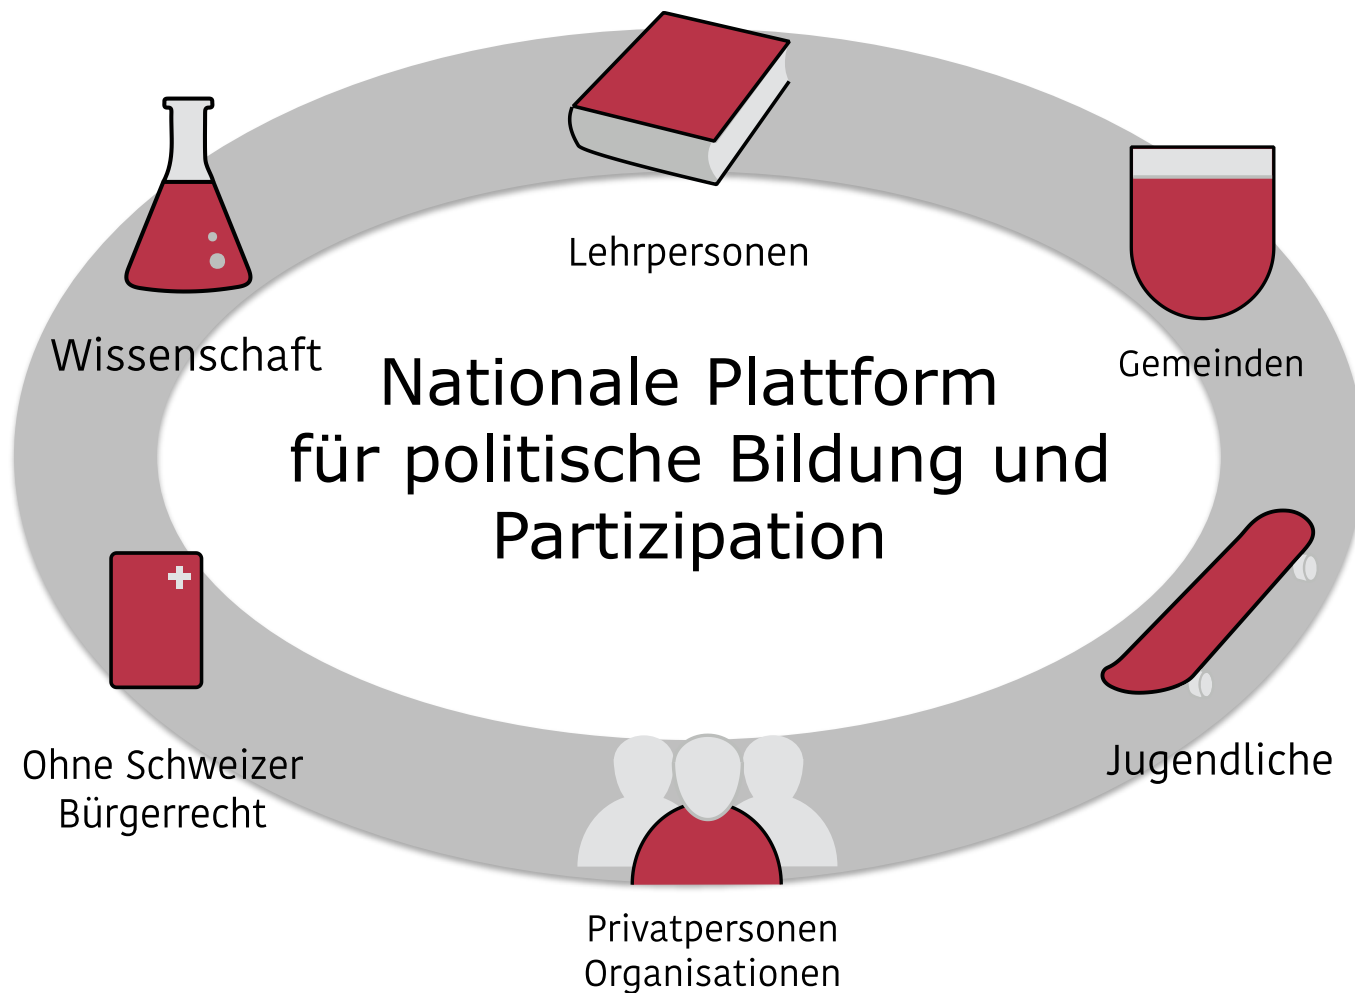 Lehrpersonen
Wissenschaft
Gemeinden
Nationale Plattform
für politische Bildung und
Partizipation
Ohne Schweizer
Bürgerrecht
Jugendliche
Privatpersonen
Organisationen